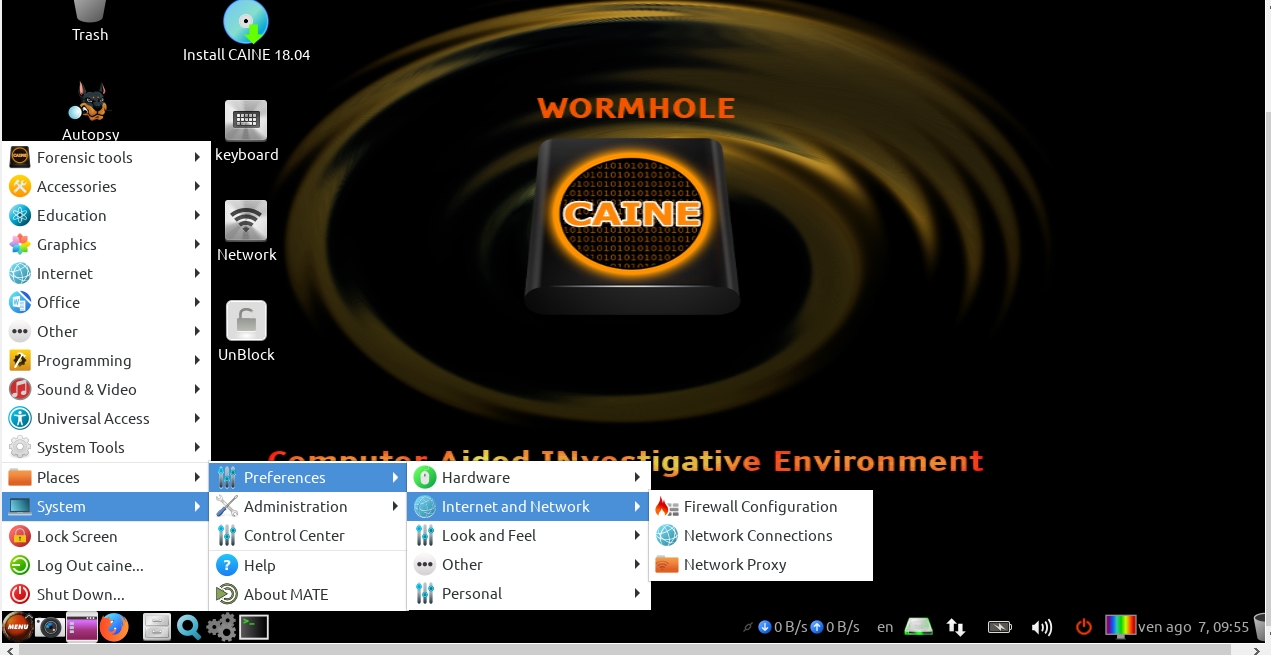 Trash
Install CAINE 18.04
Autopsy
keyboard
Network
UnBlock
WORMHOLE
CAINE
Computer Aided INvestigative Environment
Forensic tools
Accessories
Education
Graphics
Internet
Office
Other
Programming
Sound & Video
Universal Access
System Tools
Places
System
Lock Screen
Log Out caine...
Shut Down...
Preferences
Administration
Control Center
Help
About MATE
Hardware
Internet and Network
Look and Feel
Other
Personal
Firewall Configuration
Network Connections
Network Proxy
MENU
0 B/s 0 B/s en ven ago 7, 09:55